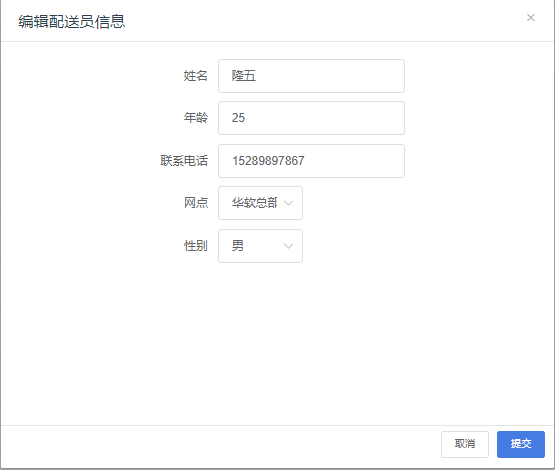 编辑配送员信息
×
姓名 隆五
年龄 25
联系电话 15289897867
网点 华软总部
性别 男
取消 提交